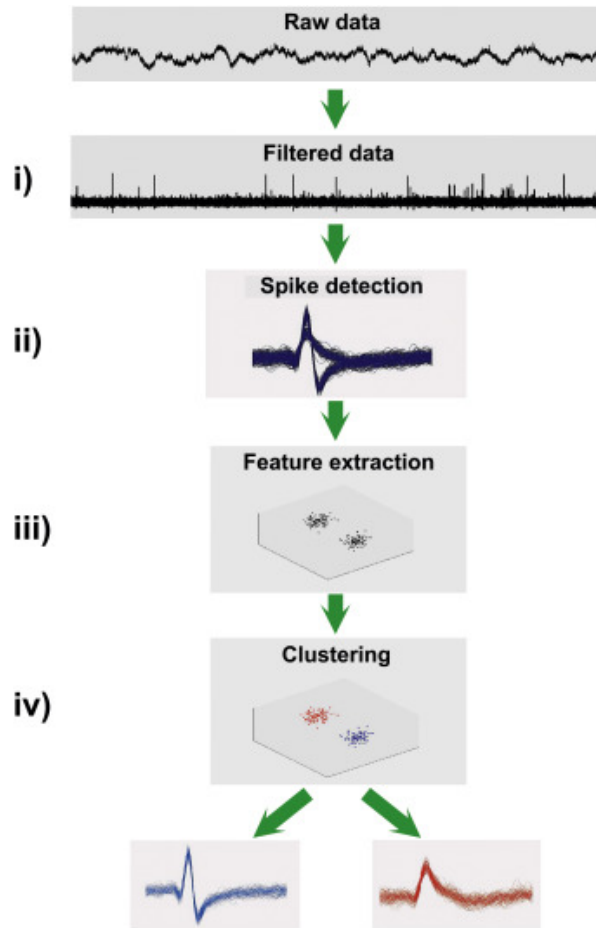 Raw data
Filtered data
i)
Spike detection
ii)
Feature extraction
iii)
Clustering
iv)